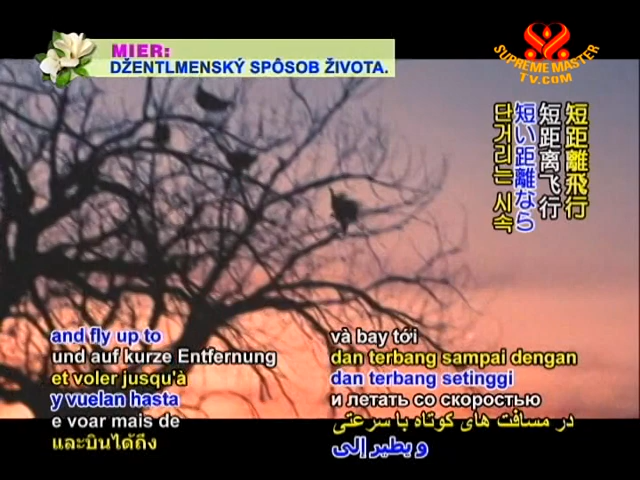 MIER:
DŽENTLMENSKÝ SPÔSOB ŽIVOTA.
SUPREME MASTER
TV.COM
短距離飛行
短距离飞行
短い距離なら
단거리는 시속
and fly up to
und auf kurze Entfernung
et voler jusqu'à
y vuelan hasta
e voar mais de
และบินได้ถึง
và bay tới
dan terbang sampai dengan
dan terbang setinggi
и летать со скоростью
در مسافت های کوتاه با سرعتی
و يطير إلى